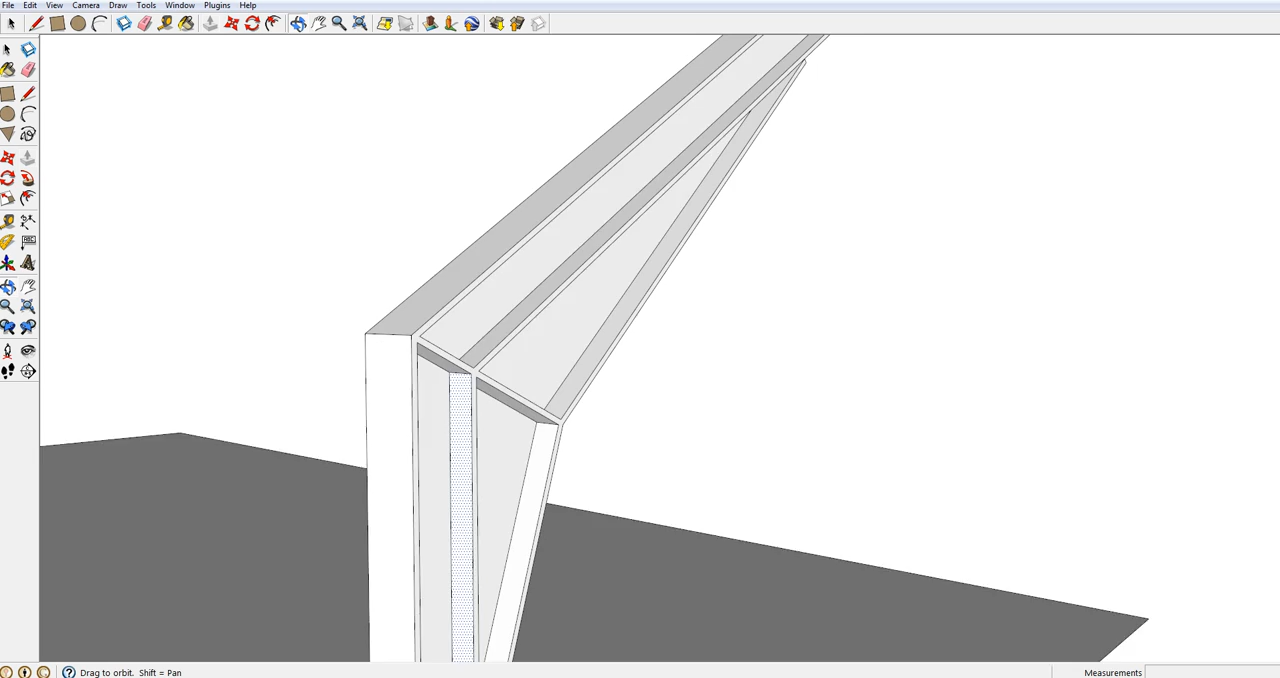 File Edit View Camera Draw Tools Window Plugins Help
Drag to orbit. Shift = Pan
Measurements